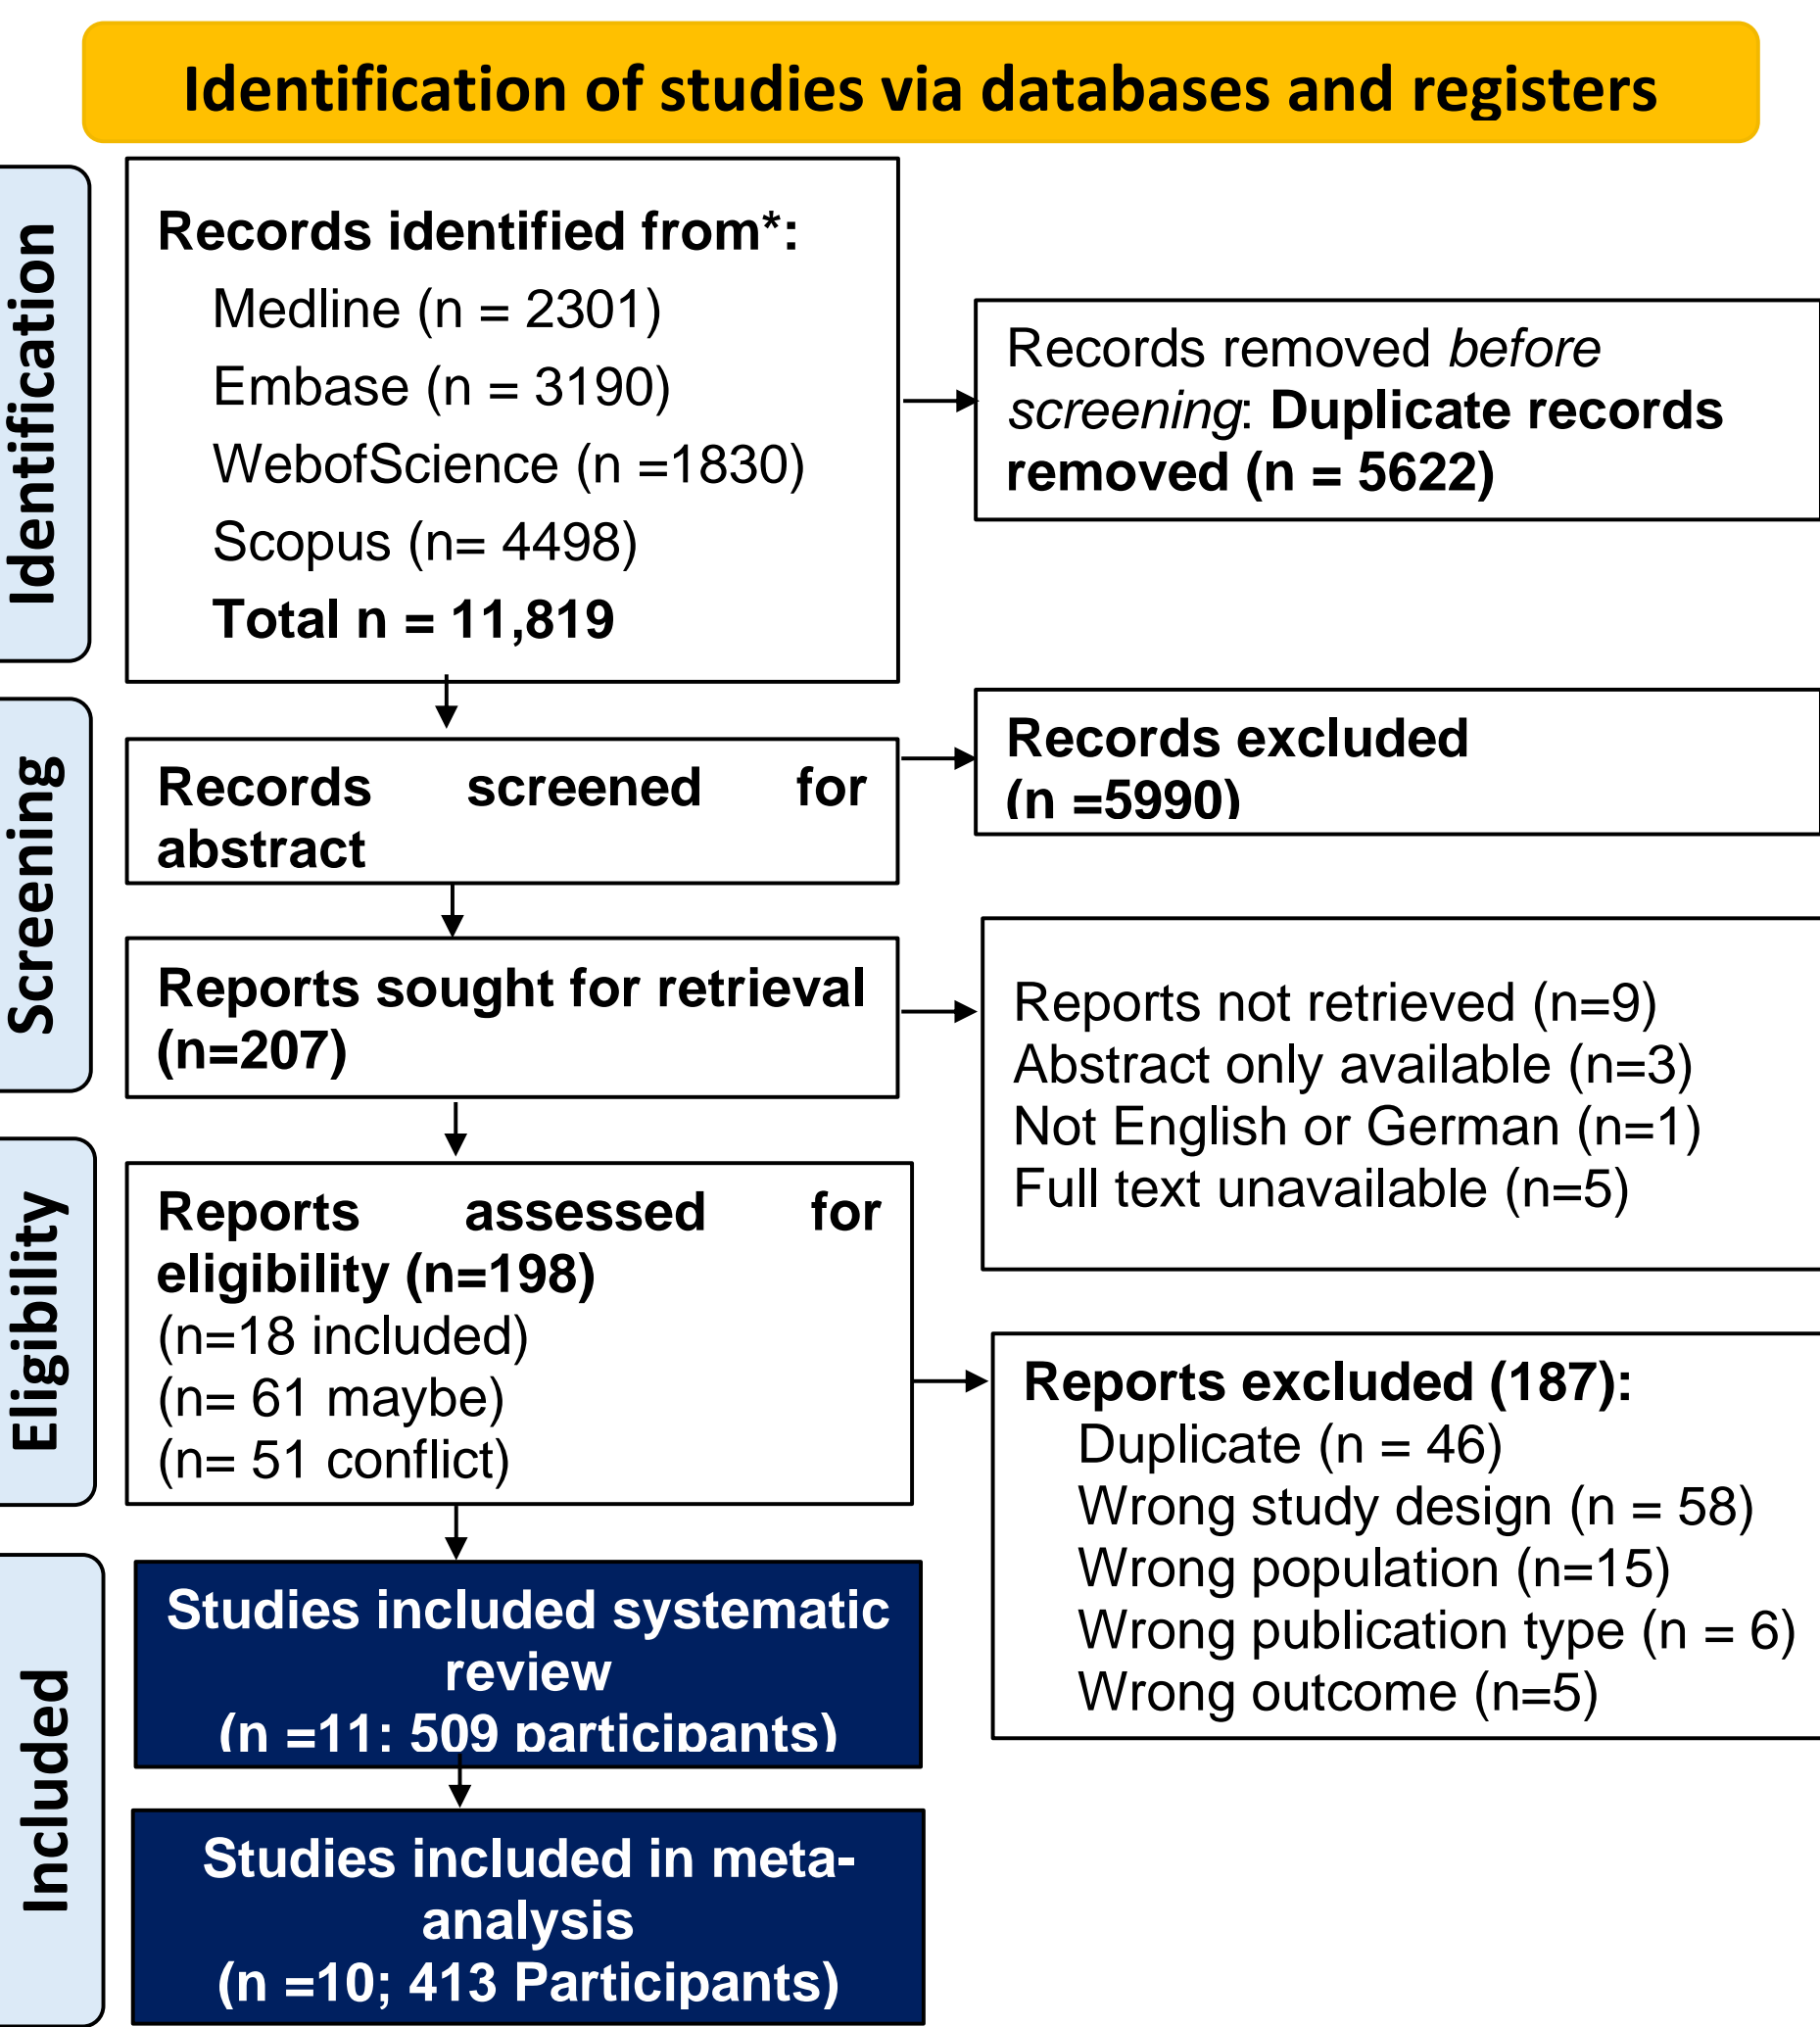 Identification of studies via databases and registers
Identification
Records identified from*:
Medline (n = 2301)
Embase (n = 3190)
WebofScience (n =1830)
Scopus (n= 4498)
Total n = 11,819
Records removed before
screening: Duplicate records
removed (n = 5622)
Screening
Records screened for
abstract
Records excluded
(n =5990)
Reports sought for retrieval
(n=207)
Reports not retrieved (n=9)
Abstract only available (n=3)
Not English or German (n=1)
Full text unavailable (n=5)
Eligibility
Reports assessed for
eligibility (n=198)
(n=18 included)
(n= 61 maybe)
(n= 51 conflict)
Reports excluded (187):
Duplicate (n = 46)
Wrong study design (n = 58)
Wrong population (n=15)
Wrong publication type (n = 6)
Wrong outcome (n=5)
Included
Studies included systematic
review
(n =11; 509 participants)
Studies included in meta-
analysis
(n =10; 413 Participants)